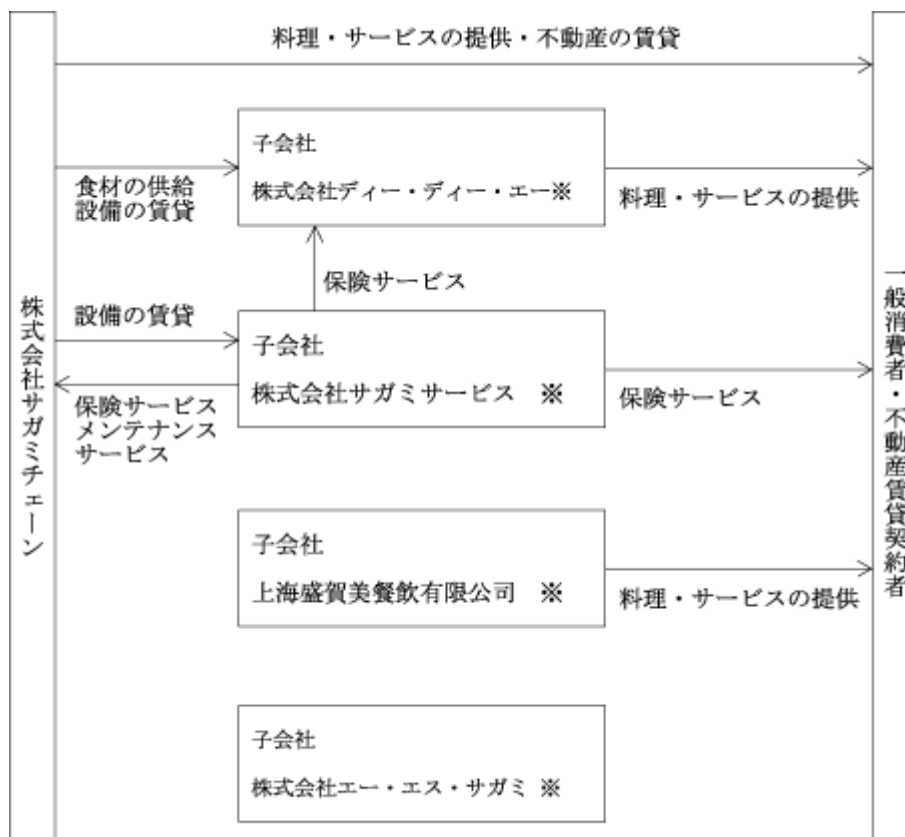 料理・サービスの提供・不動産の賃貸
子会社
株式会社ディー・ディー・エー※
食材の供給
設備の賃貸
料理・サービスの提供
保険サービス
設備の賃貸
子会社
株式会社サガミサービス ※
保険サービス
メンテナンス
サービス
保険サービス
子会社
上海盛賀美餐飲有限公司 ※
料理・サービスの提供
子会社
株式会社エー・エス・サガミ ※
株式会社サガミチェーン
一般消費者・不動産賃貸契約者